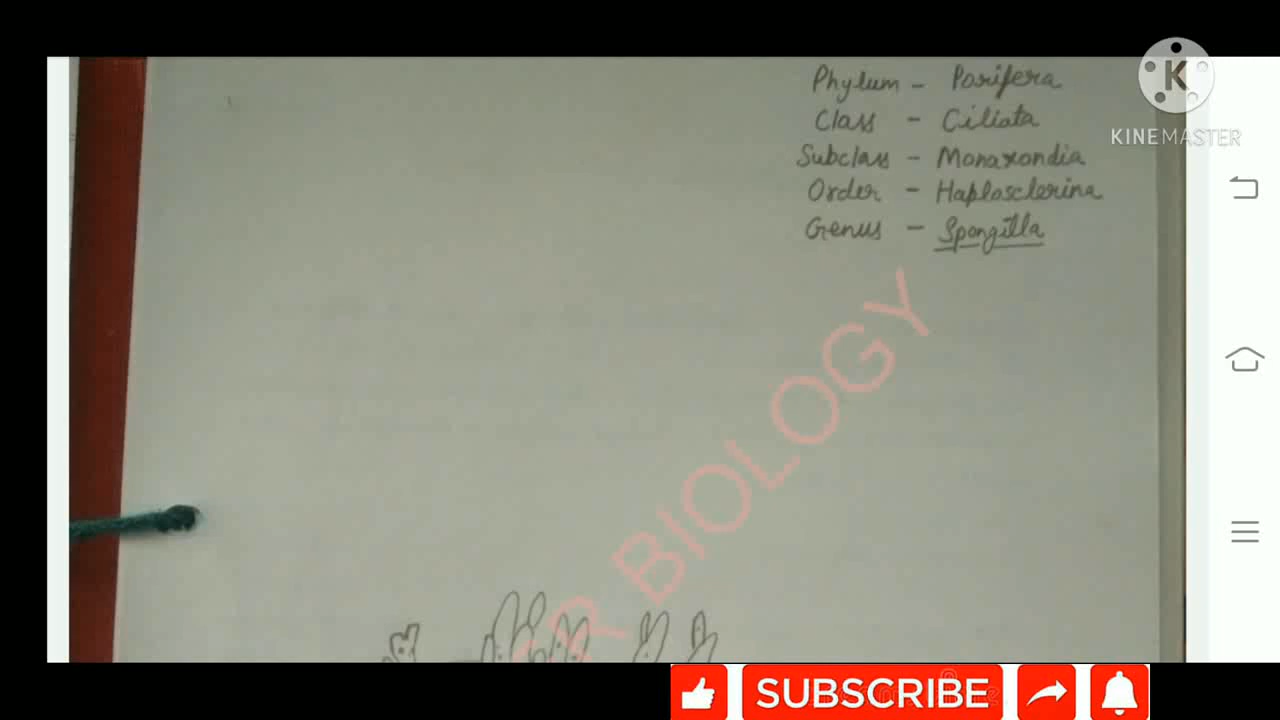 Phylum - Porifera
Class - Ciliata
Subclass - Monaxondia
Order - Haplosclerina
Genus - Spongilla
K
KINEMASTER
R BIOLOGY
SUBSCRIBE